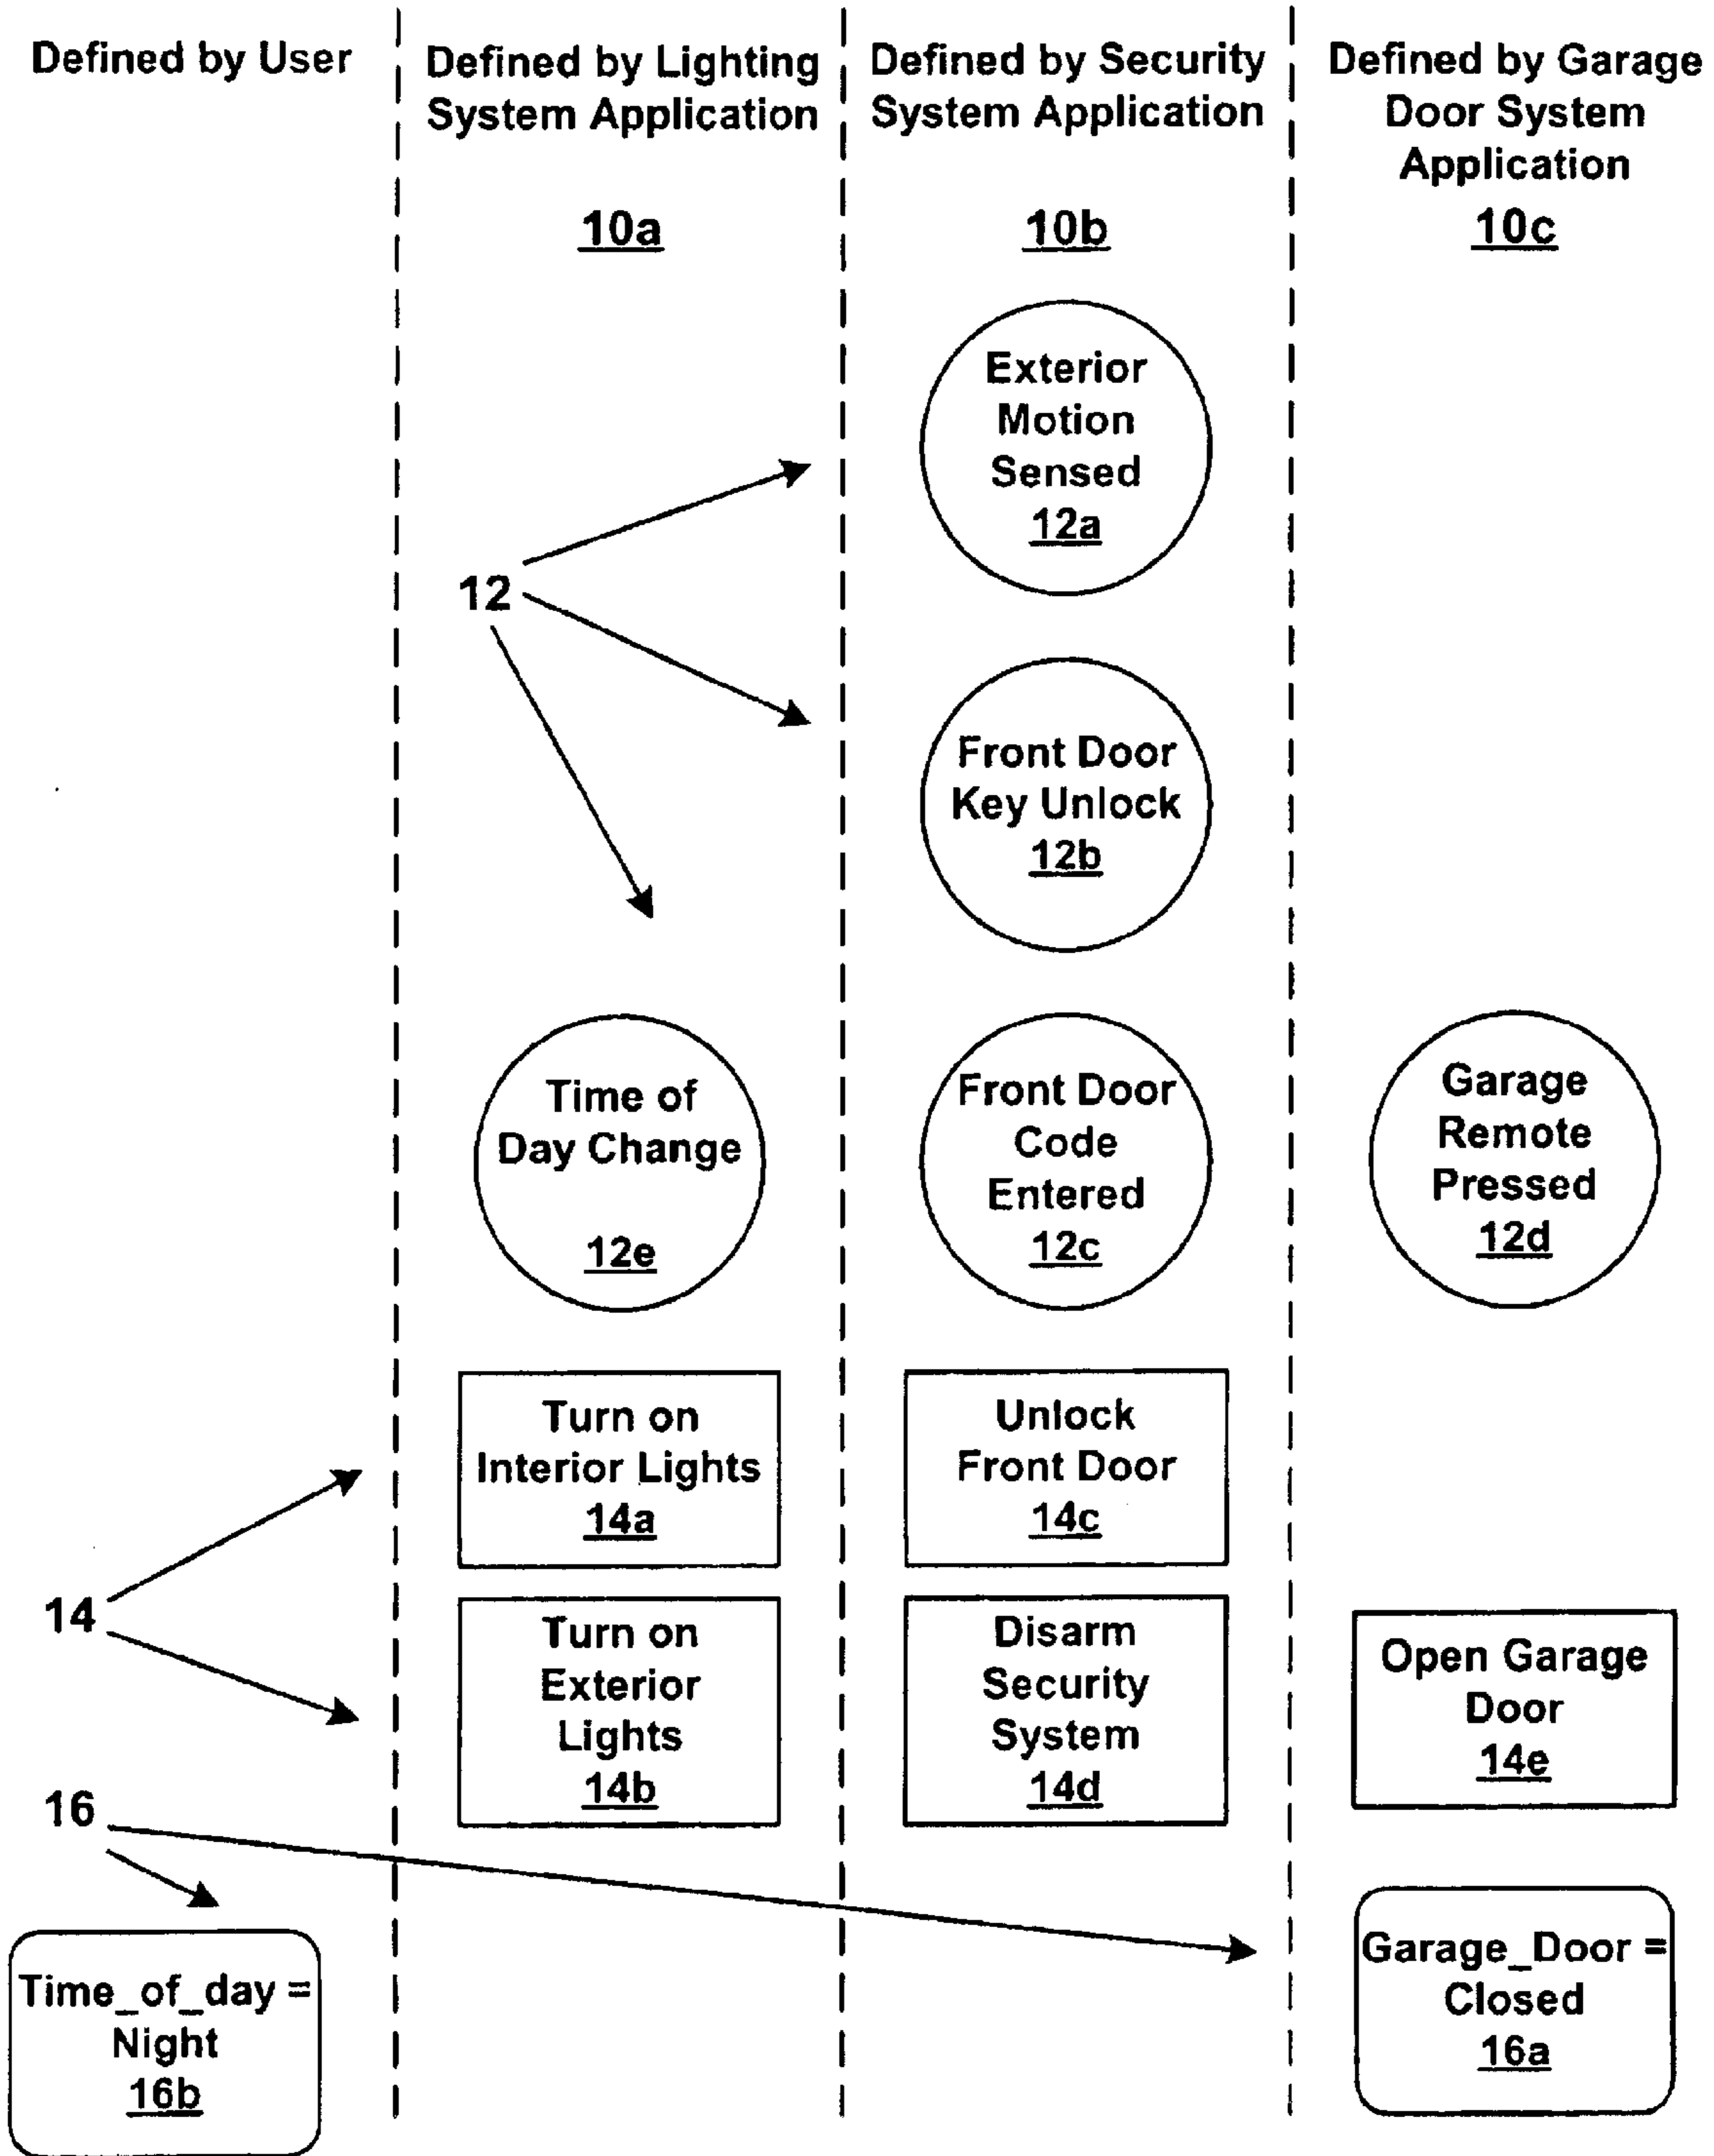 Defined by User
Defined by Lighting
System Application
10a
Defined by Security
System Application
10b
Defined by Garage
Door System
Application
10c
Exterior
Motion
Sensed
12a
12
Front Door
Key Unlock
12b
Time of
Day Change
12e
Front Door
Code
Entered
12c
Garage
Remote
Pressed
12d
Turn on
Interior Lights
14a
Unlock
Front Door
14c
14
Turn on
Exterior
Lights
14b
Disarm
Security
System
14d
Open Garage
Door
14e
16
Time_of_day =
Night
16b
Garage_Door =
Closed
16a